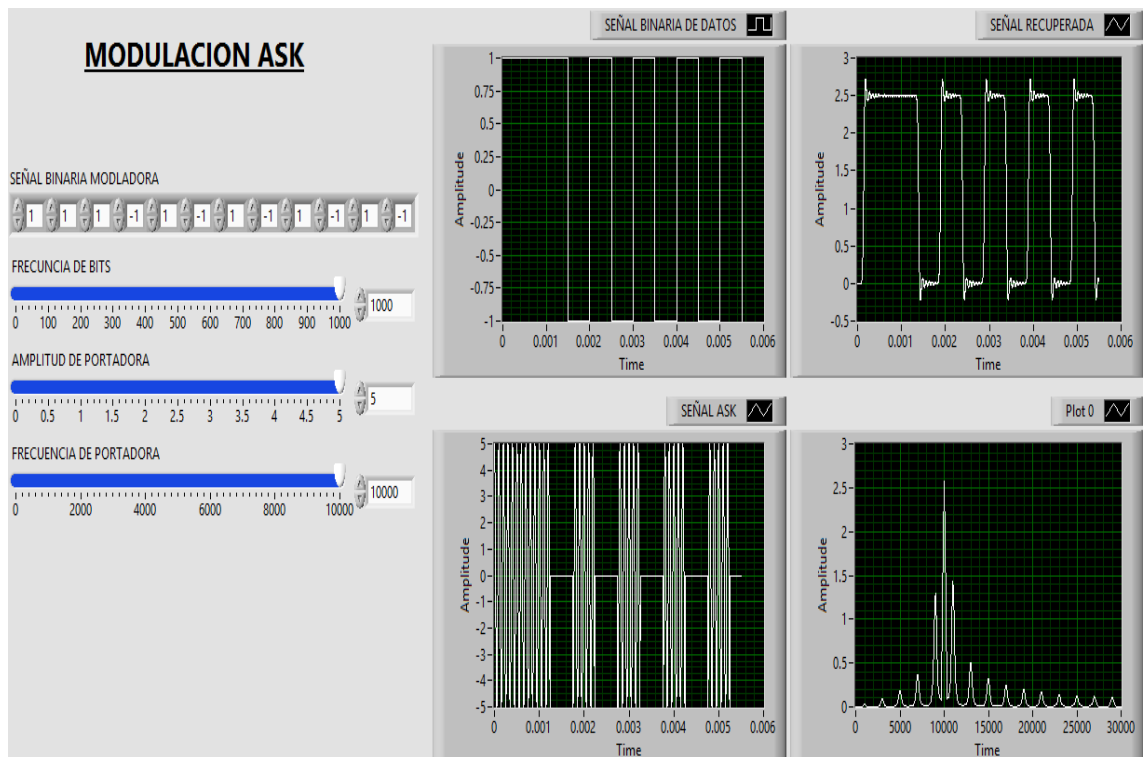 MODULACION ASK
SEÑAL BINARIA MODLADORA
1 1 1 -1 1 -1 1 -1 1 -1 1 -1
FRECUNCIA DE BITS
0 100 200 300 400 500 600 700 800 900 1000
1000
AMPLITUD DE PORTADORA
0 0.5 1 1.5 2 2.5 3 3.5 4 4.5 5
5
FRECUENCIA DE PORTADORA
0 2000 4000 6000 8000 10000
10000
SEÑAL BINARIA DE DATOS
Amplitude
1
0.75
0.5
0.25
0
-0.25
-0.5
-0.75
-1
0 0.001 0.002 0.003 0.004 0.005 0.006
Time
SEÑAL RECUPERADA
Amplitude
3
2.5
2
1.5
1
0.5
0
-0.5
0 0.001 0.002 0.003 0.004 0.005 0.006
Time
SEÑAL ASK
Amplitude
5
4
3
2
1
0
-1
-2
-3
-4
-5
0 0.001 0.002 0.003 0.004 0.005 0.006
Time
Plot 0
Amplitude
3
2.5
2
1.5
1
0.5
0
0 5000 10000 15000 20000 25000 30000
Time